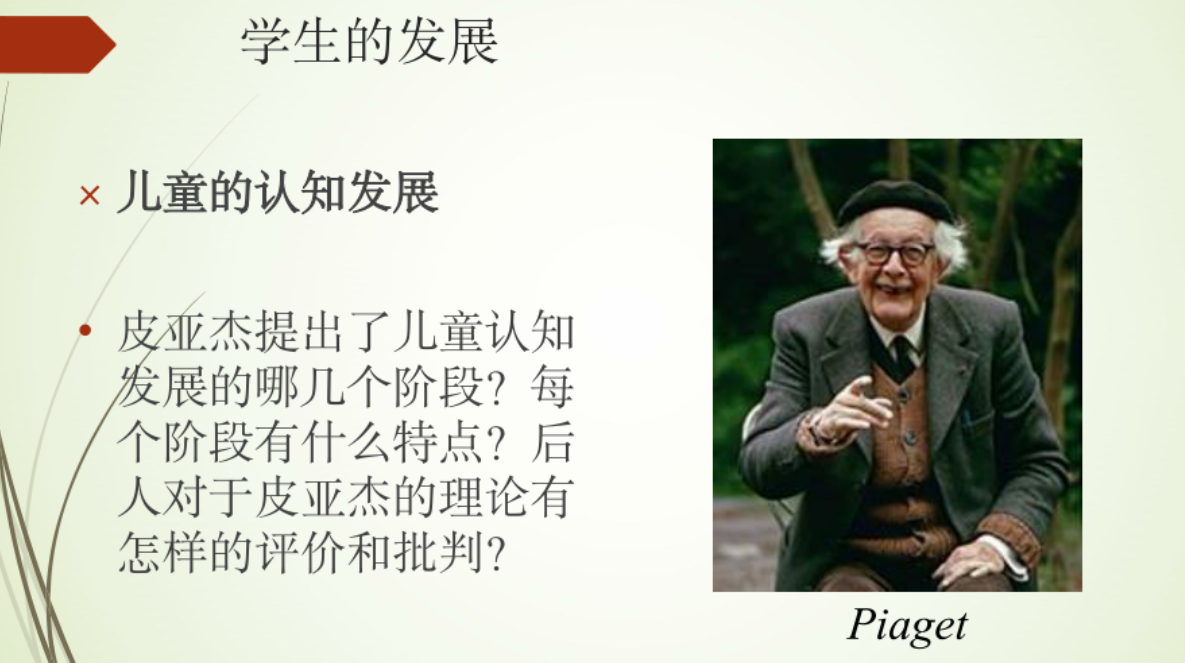 学生的发展
儿童的认知发展
皮亚杰提出了儿童认知
发展的哪几个阶段？每
个阶段有什么特点？后
人对于皮亚杰的理论有
怎样的评价和批判？
Piaget